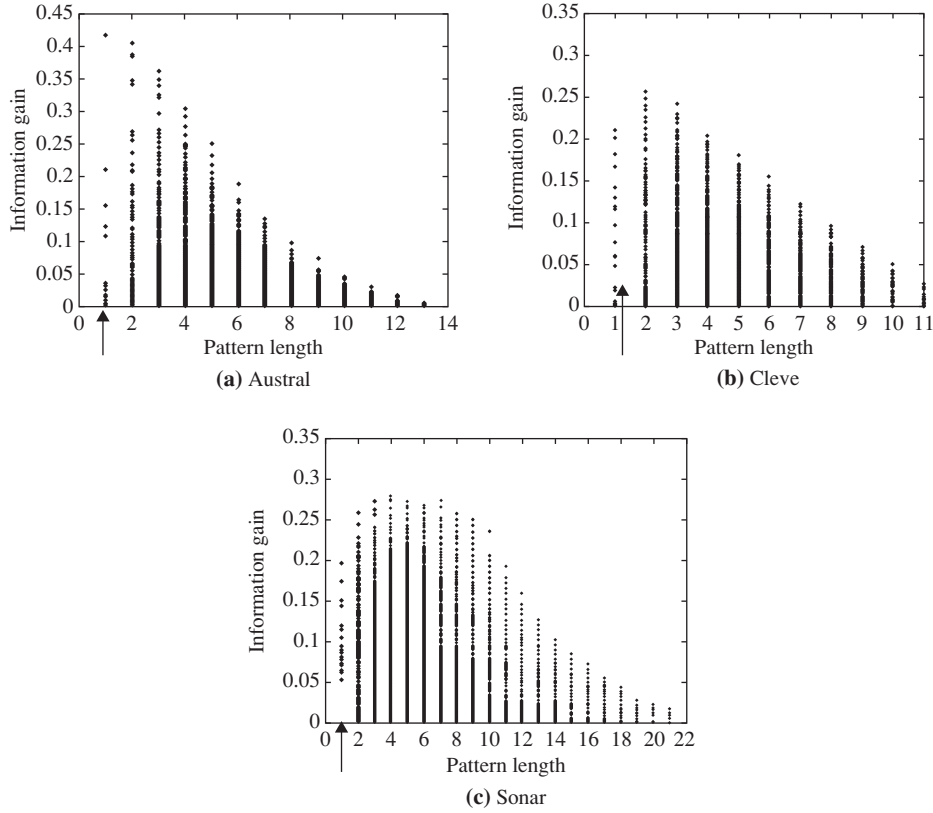 0.45
0.4
0.35
0.3
0.25
0.2
0.15
0.1
0.05
0
Information gain
0 2 4 6 8 10 12 14
Pattern length
(a) Austral
0.35
0.3
0.25
0.2
0.15
0.1
0.05
0
Information gain
0 1 2 3 4 5 6 7 8 9 10 11
Pattern length
(b) Cleve
0.35
0.3
0.25
0.2
0.15
0.1
0.05
0
Information gain
0 2 4 6 8 10 12 14 16 18 20 22
Pattern length
(c) Sonar